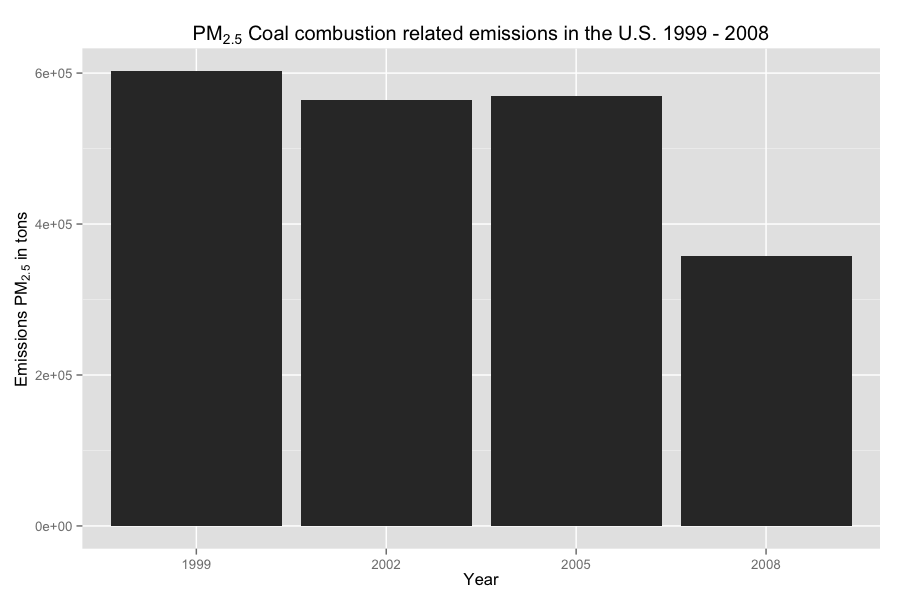 PM2.5 Coal combustion related emissions in the U.S. 1999 - 2008
Emissions PM2.5 in tons
6e+05
4e+05
2e+05
0e+00
1999 2002 2005 2008
Year